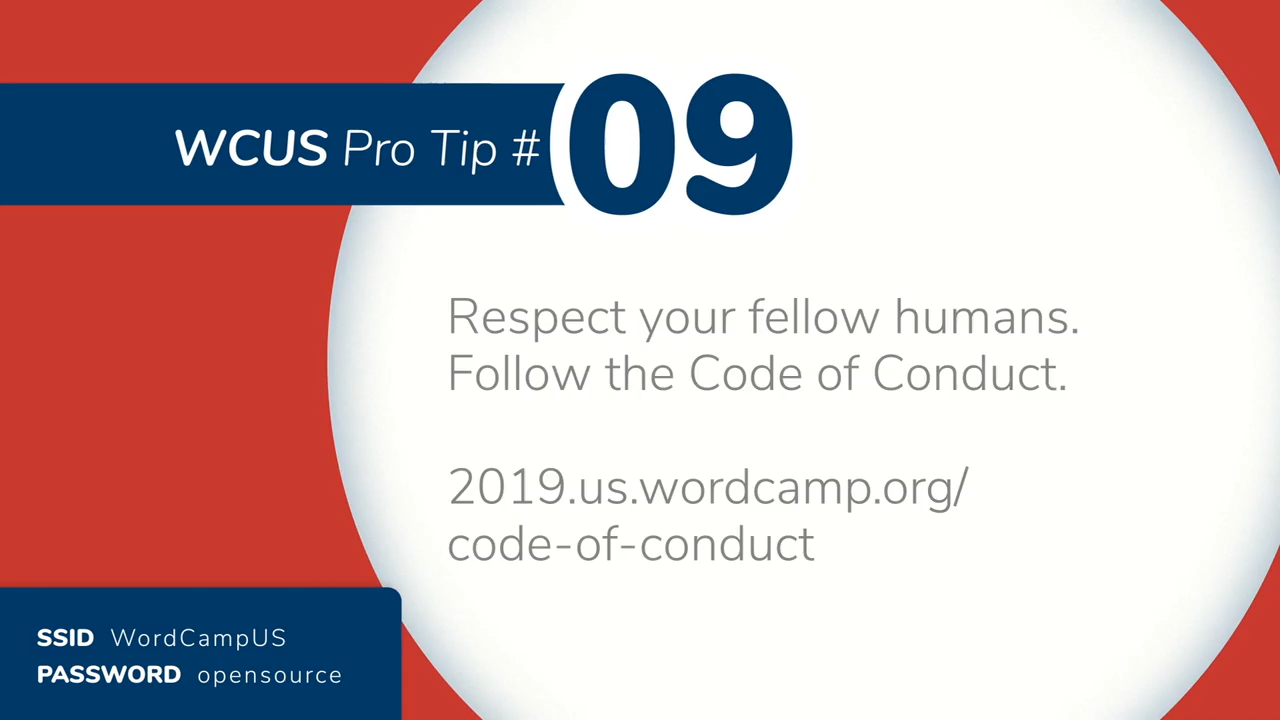 WCUS Pro Tip # 09
Respect your fellow humans.
Follow the Code of Conduct.
2019.us.wordcamp.org/
code-of-conduct
SSID WordCampUS
PASSWORD opensource